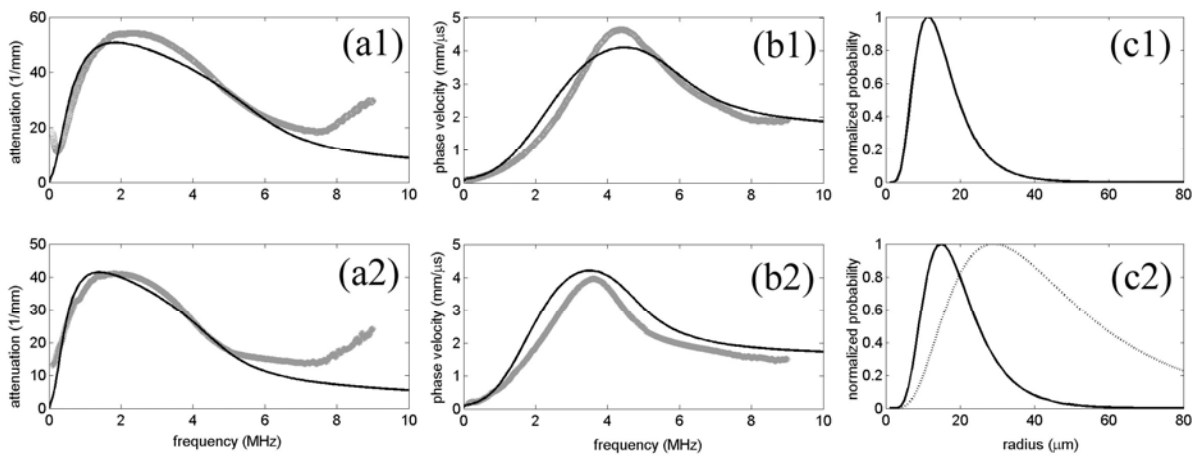 (a1)
attenuation (1/mm)
60
40
20
0
0 2 4 6 8 10
(b1)
phase velocity (mm/μs)
5
4
3
2
1
0
0 2 4 6 8 10
(c1)
normalized probability
1
0.8
0.6
0.4
0.2
0
0 20 40 60 80
(a2)
attenuation (1/mm)
50
40
30
20
10
0
0 2 4 6 8 10
frequency (MHz)
(b2)
phase velocity (mm/μs)
5
4
3
2
1
0
0 2 4 6 8 10
frequency (MHz)
(c2)
normalized probability
1
0.8
0.6
0.4
0.2
0
0 20 40 60 80
radius (μm)